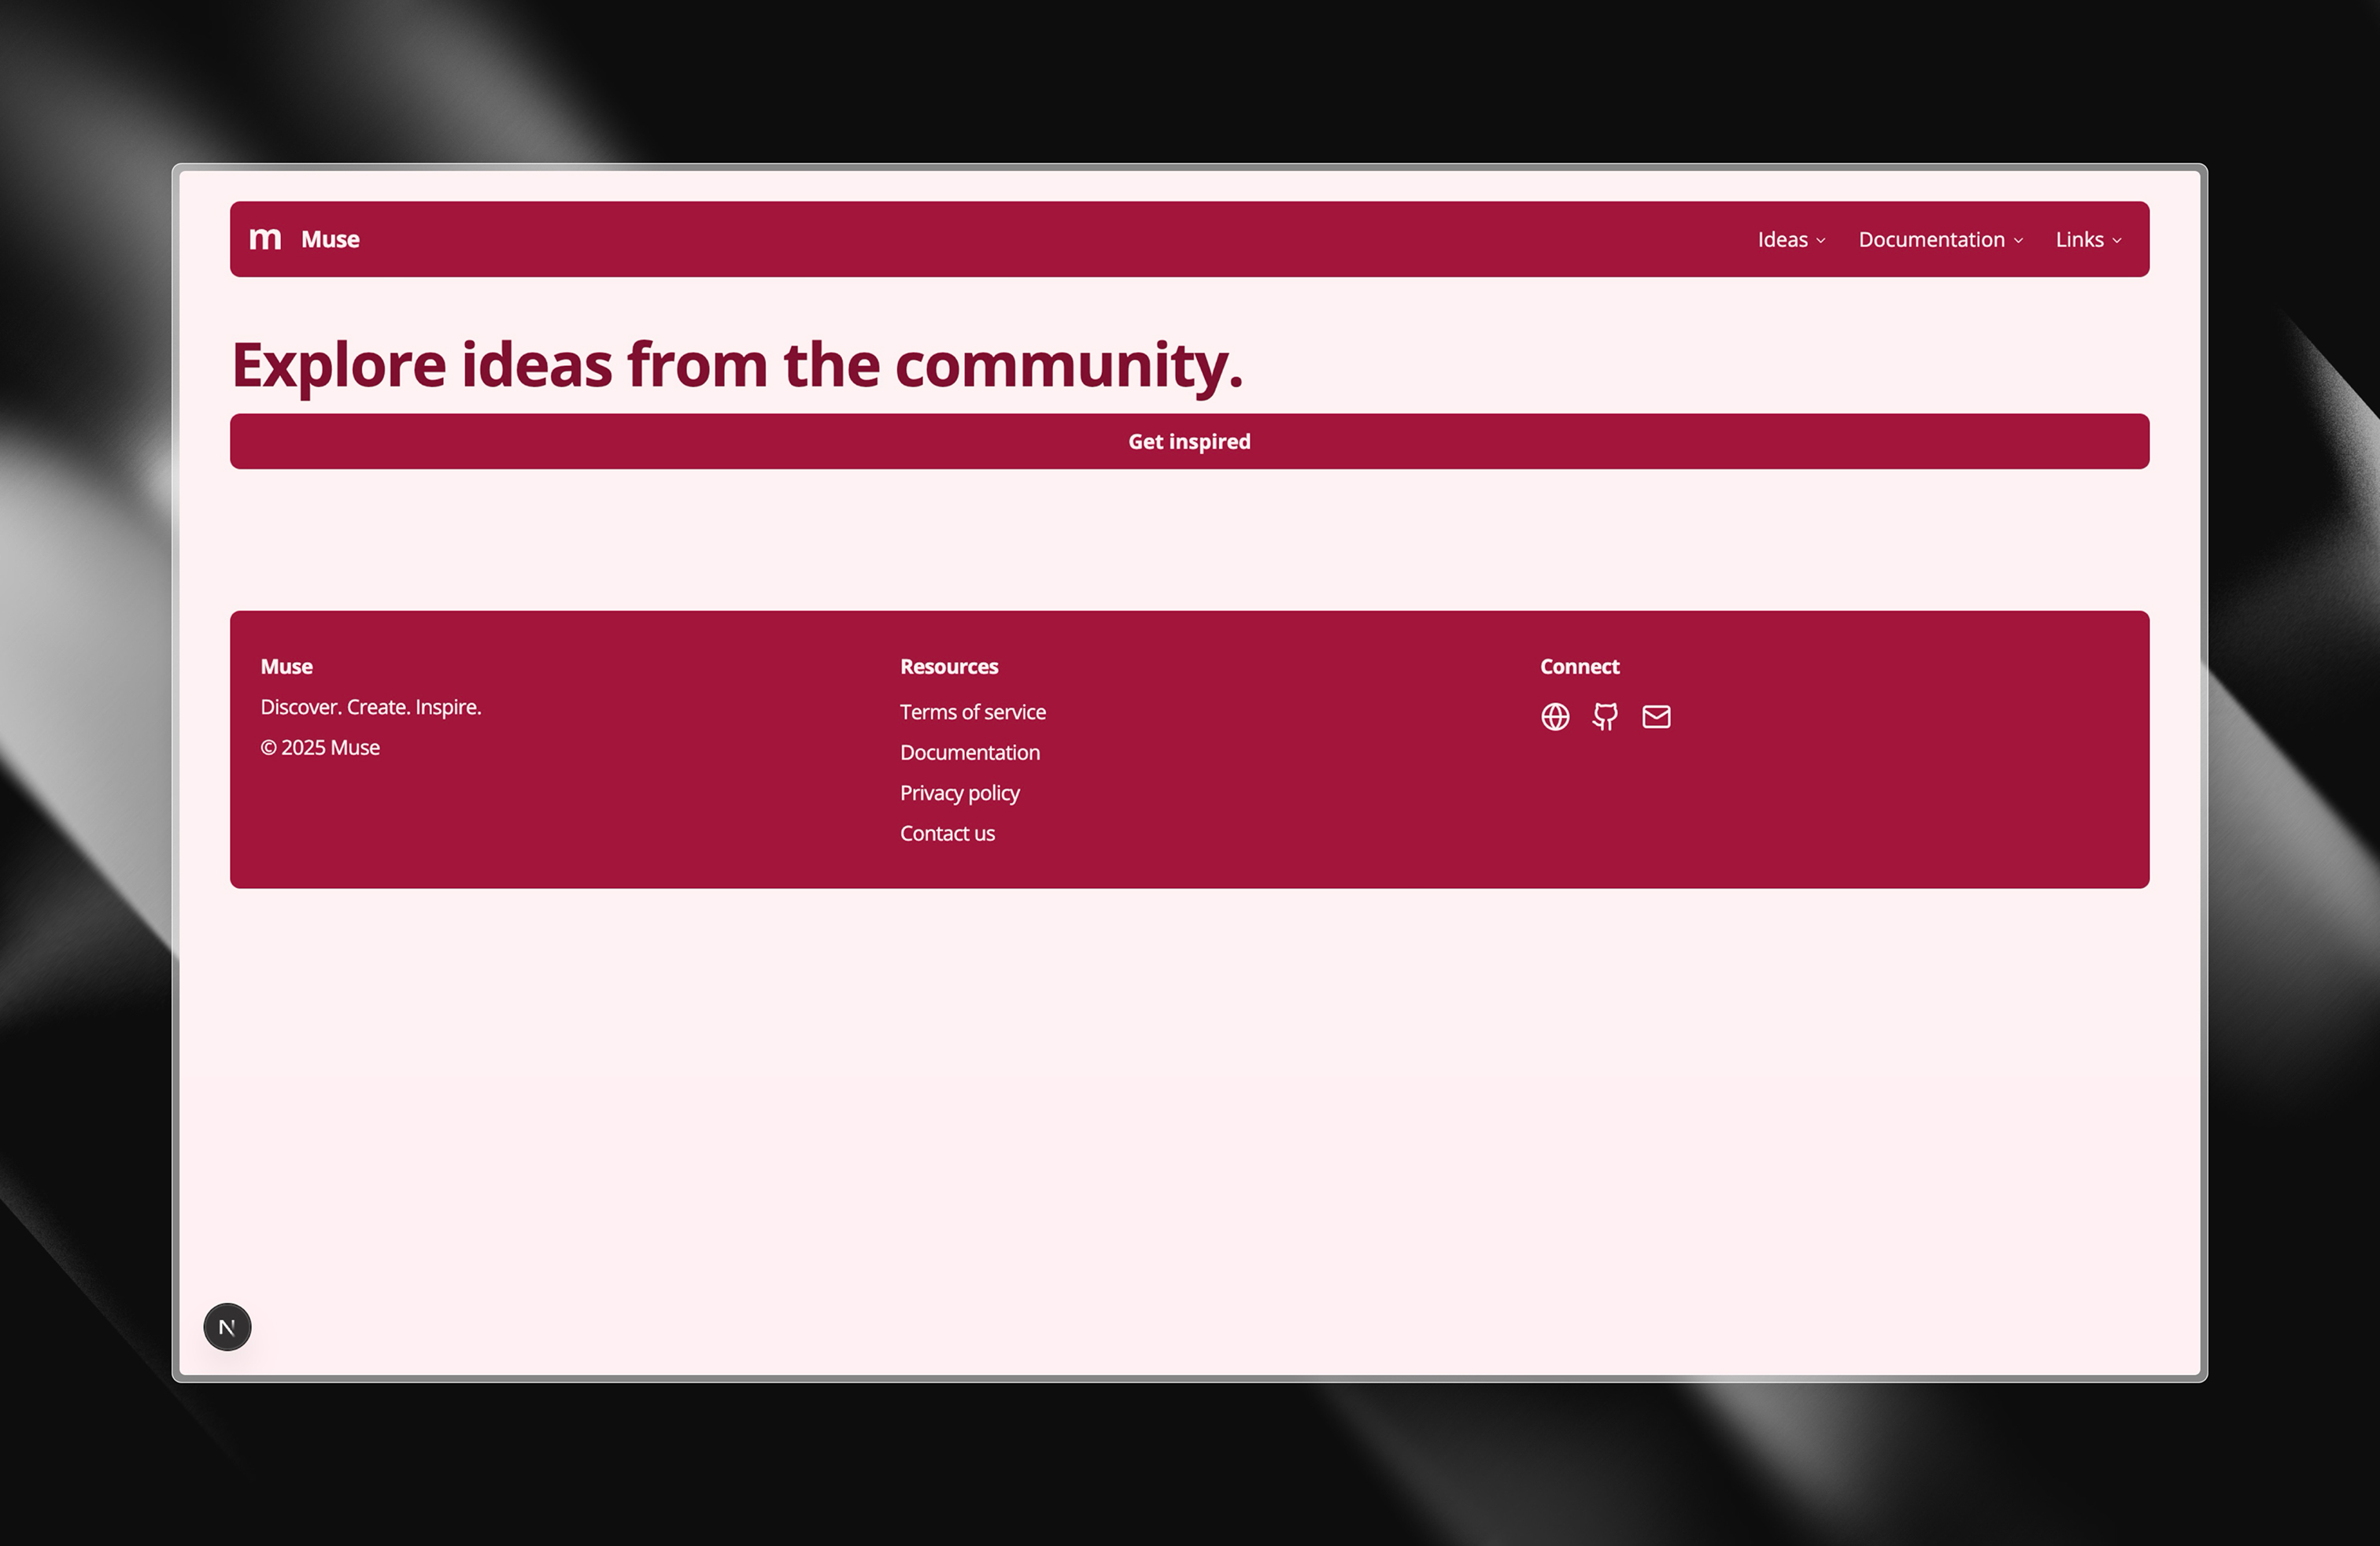 m Muse
Ideas Documentation Links
Explore ideas from the community.
Get inspired
Muse
Discover. Create. Inspire.
© 2025 Muse
Resources
Terms of service
Documentation
Privacy policy
Contact us
Connect
N